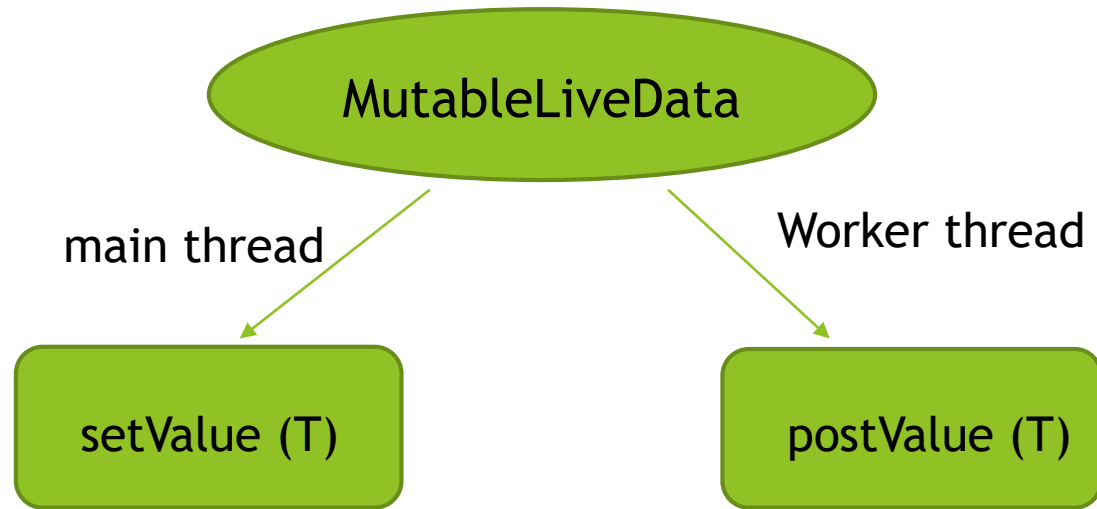 MutableLiveData
main thread
Worker thread
setValue (T)
postValue (T)